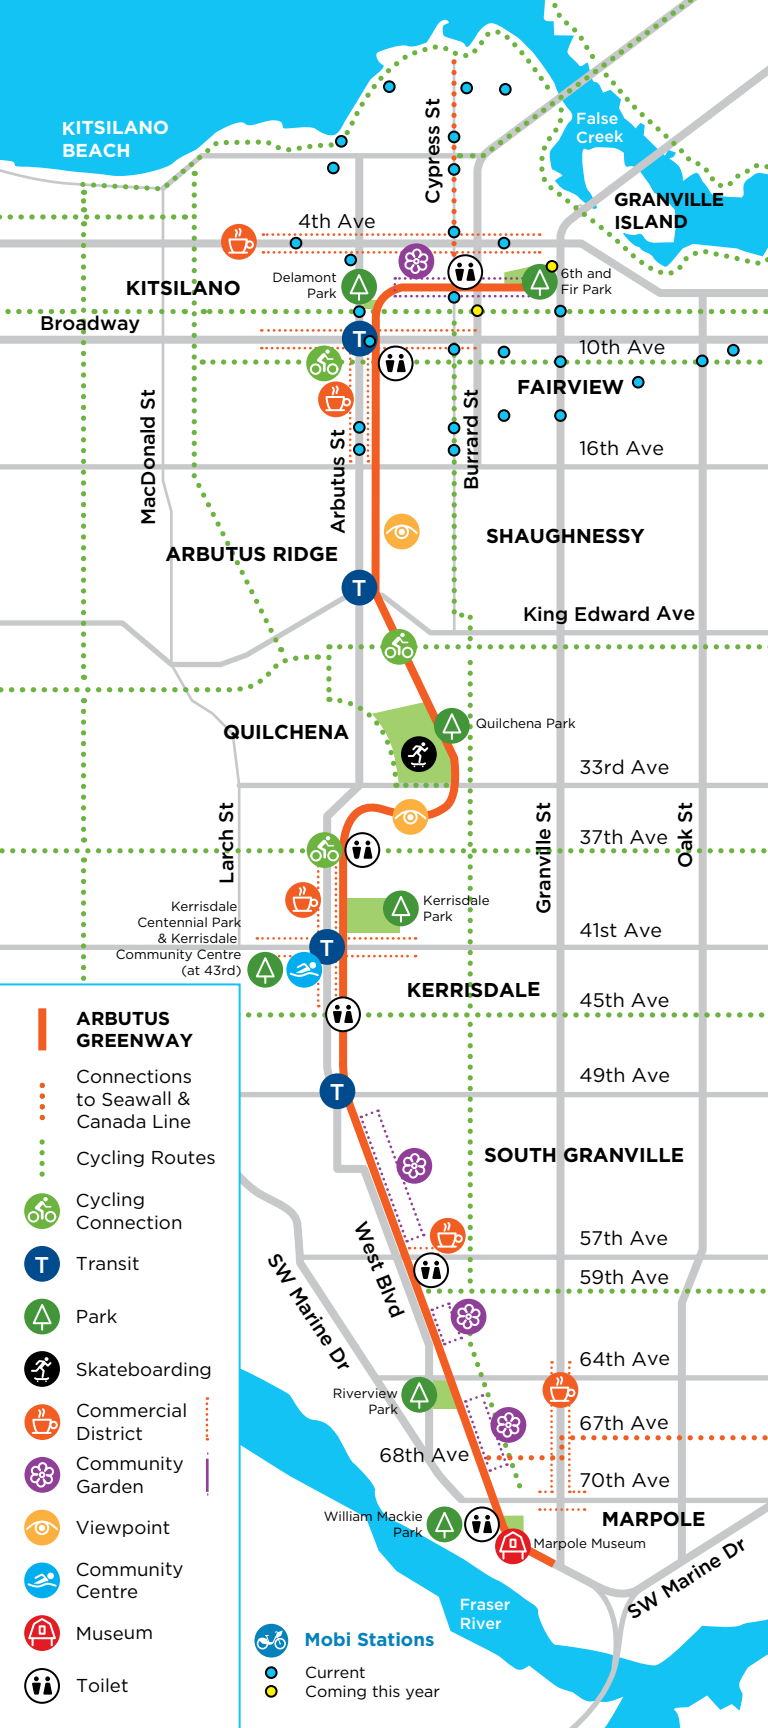 KITSILANO
BEACH
Cypress St
False
Creek
GRANVILLE
ISLAND
4th Ave
Delamont
Park
6th and
Fir Park
KITSILANO
Broadway
T
10th Ave
FAIRVIEW
MacDonald St
Arbutus St
Burrard St
16th Ave
SHAUGHNESSY
ARBUTUS RIDGE
T
King Edward Ave
QUILCHENA
Quilchena Park
33rd Ave
Larch St
Granville St
37th Ave
Oak St
Kerrisdale
Centennial Park
& Kerrisdale
Community Centre
(at 43rd)
Kerrisdale
Park
41st Ave
T
KERRISDALE
45th Ave
49th Ave
T
SOUTH GRANVILLE
57th Ave
59th Ave
West Blvd
SW Marine Dr
64th Ave
Riverview
Park
67th Ave
68th Ave
70th Ave
William Mackie
Park
MARPOLE
Marpole Museum
SW Marine Dr
Fraser
River
ARBUTUS
GREENWAY
Connections
to Seawall &
Canada Line
Cycling Routes
Cycling
Connection
T
Transit
Park
Skateboarding
Commercial
District
Community
Garden
Viewpoint
Community
Centre
Museum
Toilet
Mobi Stations
Current
Coming this year